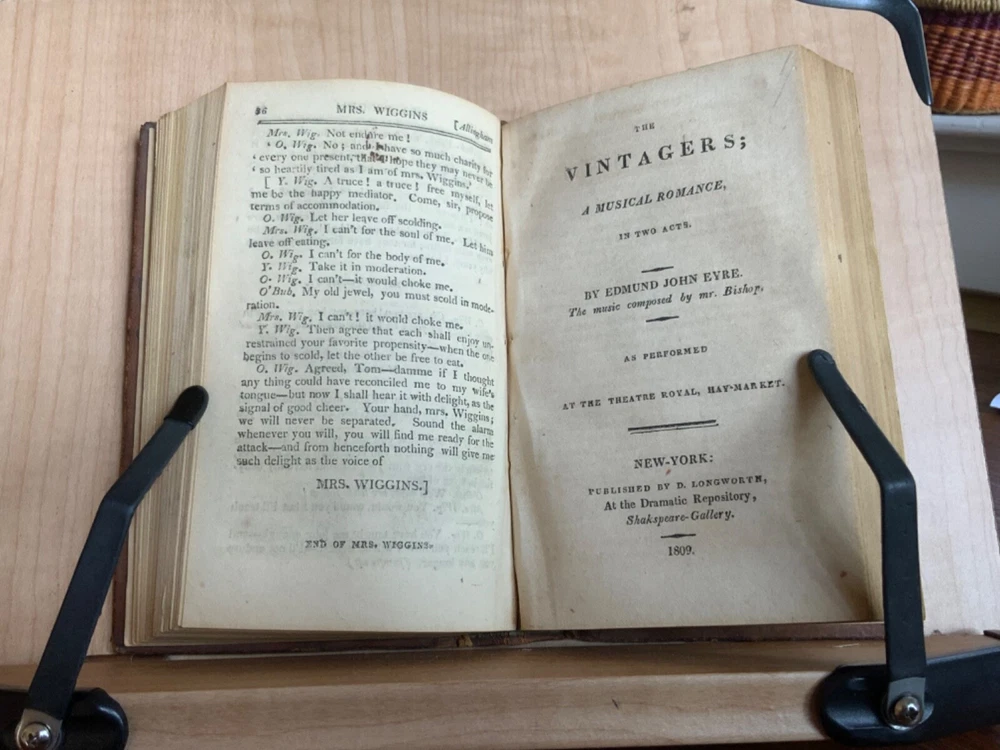 36 MRS. WIGGINS [Allingham
Mrs. Wig. Not endure me!
' O. Wig. No; and I have so much charity for
' every one present, that I hope they may never be
' so heartily tired as I am of mrs. Wiggins.'
[ Y. Wig. A truce! a truce! free myself, let
me be the happy mediator. Come, sir, propose
terms of accommodation.
O. Wig. Let her leave off scolding.
Mrs. Wig. I can't for the soul of me. Let him
leave off eating.
O. Wig. I can't for the body of me.
Y. Wig. Take it in moderation.
O. Wig. I can't—it would choke me.
O'Bub. My old jewel, you must scold in mode-
ration.
Mrs. Wig. I can't! it would choke me.
Y. Wig. Then agree that each shall enjoy un-
restrained your favorite propensity—when the one
begins to scold, let the other be free to eat.
O. Wig. Agreed, Tom—damme if I thought
any thing could have reconciled me to my wife's
tongue—but now I shall hear it with delight, as the
signal of good cheer. Your hand, mrs. Wiggins;
we will never be separated. Sound the alarm
whenever you will, you will find me ready for the
attack—and from henceforth nothing will give me
such delight as the voice of
MRS. WIGGINS.]
END OF MRS. WIGGINS.
THE
VINTAGERS;
A MUSICAL ROMANCE,
IN TWO ACTS.
BY EDMUND JOHN EYRE.
The music composed by mr. Bishop.
AS PERFORMED
AT THE THEATRE ROYAL, HAY-MARKET.
NEW-YORK:
PUBLISHED BY D. LONGWORTH,
At the Dramatic Repository,
Shakspeare-Gallery.
1809.